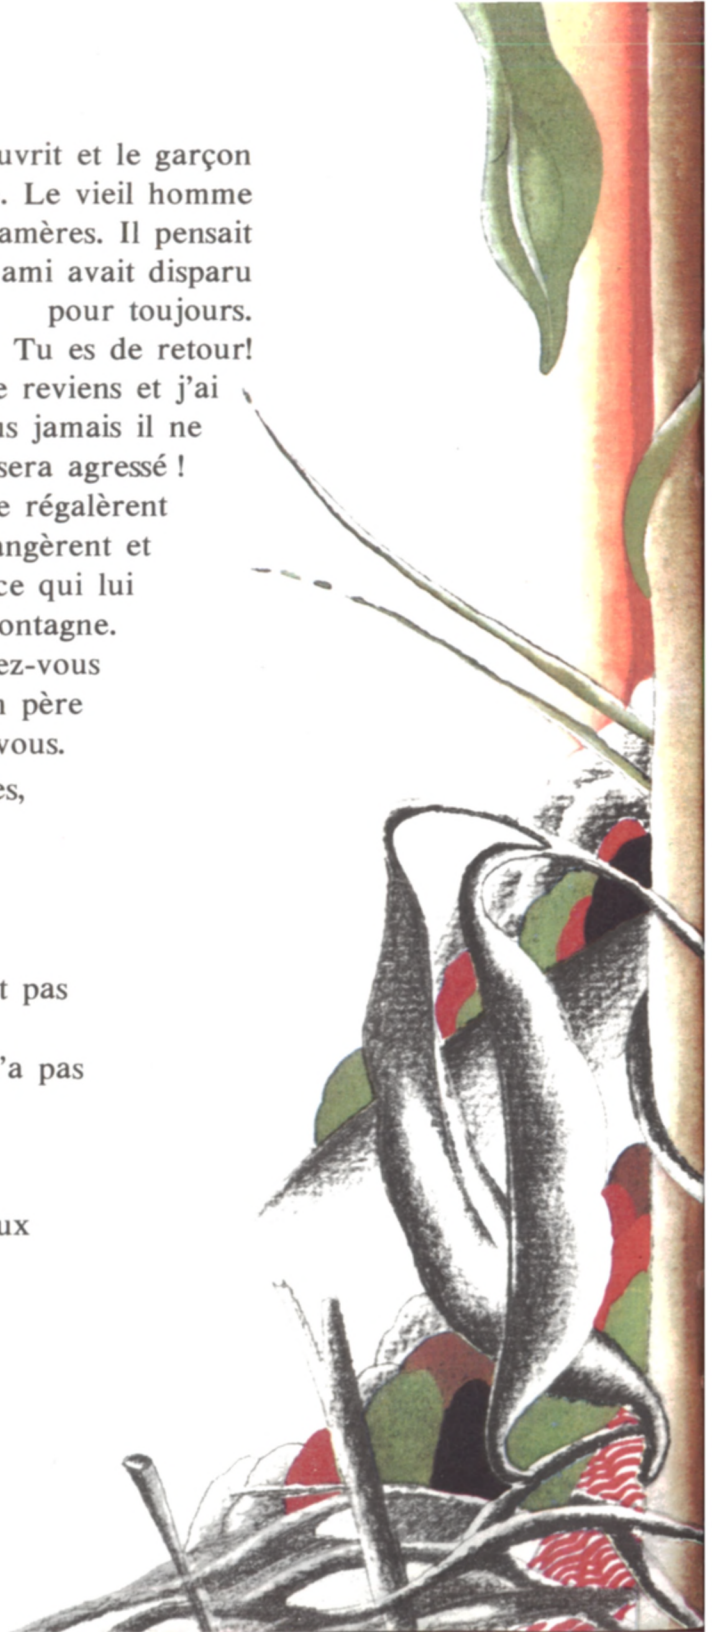 uvrit et le garçon
. Le vieil homme
amères. Il pensait
ami avait disparu
pour toujours.
Tu es de retour!
e reviens et j'ai
us jamais il ne
sera agressé !
e régalèrent
angèrent et
ce qui lui
ontagne.
ez-vous
n père
vous.
es,
t pas
'a pas
ux